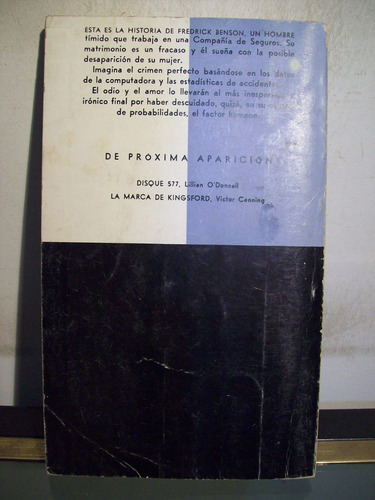 ESTA ES LA HISTORIA DE FREDRICK BENSON, UN HOMBRE
tímido que trabaja en una Compañía de Seguros. Su
matrimonio es un fracaso y él sueña con la posible
desaparición de su mujer.
Imagina el crimen perfecto basándose en los datos
de la computadora y las estadísticas de accidentes.
El odio y el amor lo llevarán al más
irónico final por haber descuidado, quizá, en su
de probabilidades, el factor humano.
DE PRÓXIMA APARICIÓN
DISQUE 577, Lillian O'Donnell
LA MARCA DE KINGSFORD, Victor Canning